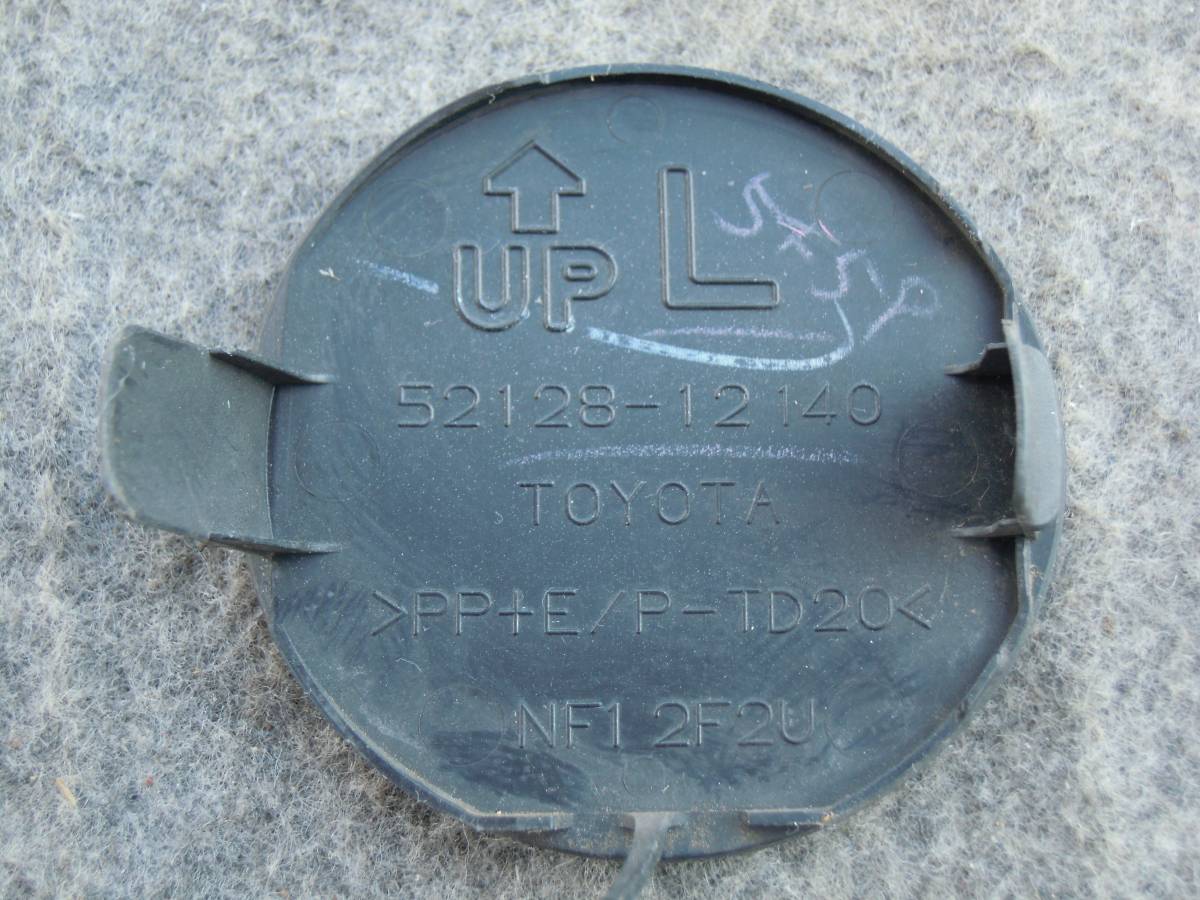 UP L
52128-12140
TOYOTA
>PP+E/P-TD20<
NF1 2F2U